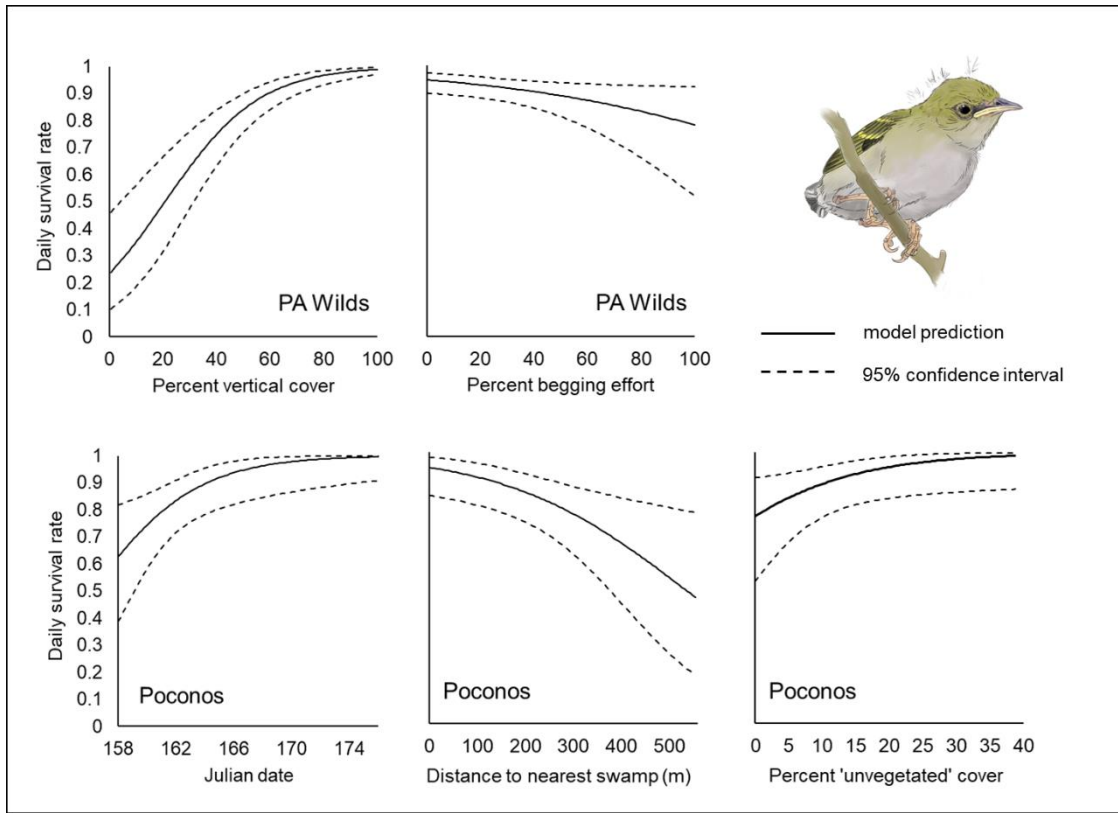 1
0.9
0.8
0.7
0.6
0.5
0.4
0.3
0.2
0.1
0
Daily survival rate
PA Wilds
0 20 40 60 80 100
Percent vertical cover
PA Wilds
0 20 40 60 80 100
Percent begging effort
model prediction
95% confidence interval
1
0.9
0.8
0.7
0.6
0.5
0.4
0.3
0.2
0.1
0
Daily survival rate
Poconos
158 162 166 170 174
Julian date
Poconos
0 100 200 300 400 500
Distance to nearest swamp (m)
Poconos
0 5 10 15 20 25 30 35 40
Percent 'unvegetated' cover